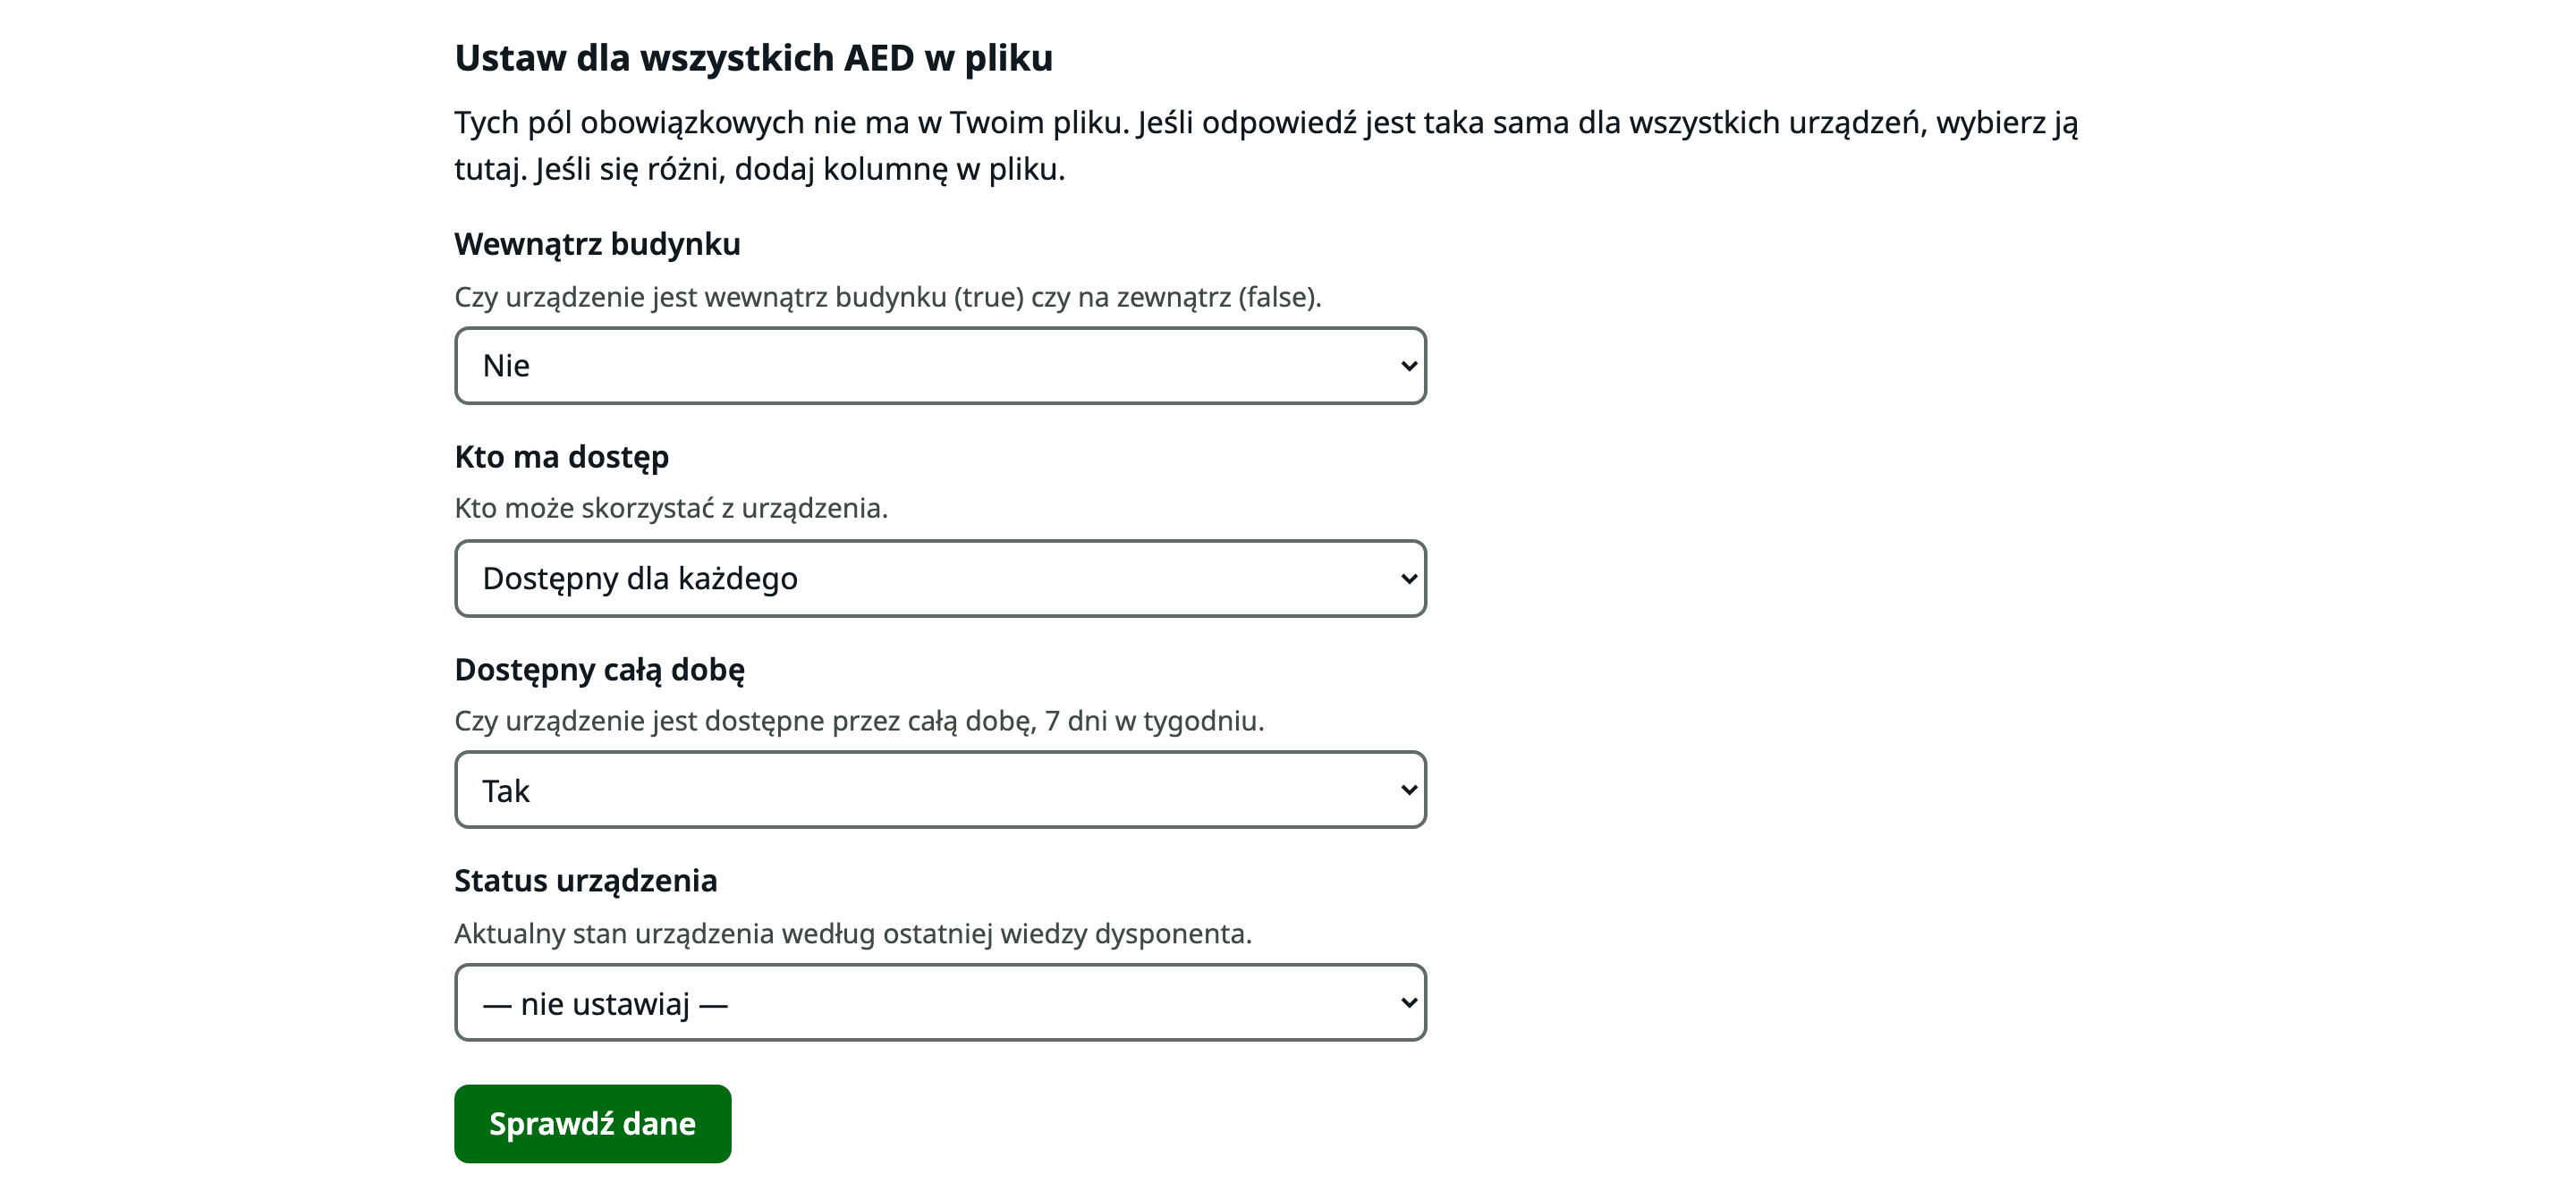 Ustaw dla wszystkich AED w pliku
Tych pól obowiązkowych nie ma w Twoim pliku. Jeśli odpowiedź jest taka sama dla wszystkich urządzeń, wybierz ją
tutaj. Jeśli się różni, dodaj kolumnę w pliku.
Wewnątrz budynku
Czy urządzenie jest wewnątrz budynku (true) czy na zewnątrz (false).
Nie
Kto ma dostęp
Kto może skorzystać z urządzenia.
Dostępny dla każdego
Dostępny całą dobę
Czy urządzenie jest dostępne przez całą dobę, 7 dni w tygodniu.
Tak
Status urządzenia
Aktualny stan urządzenia według ostatniej wiedzy dysponenta.
— nie ustawiaj —
Sprawdź dane